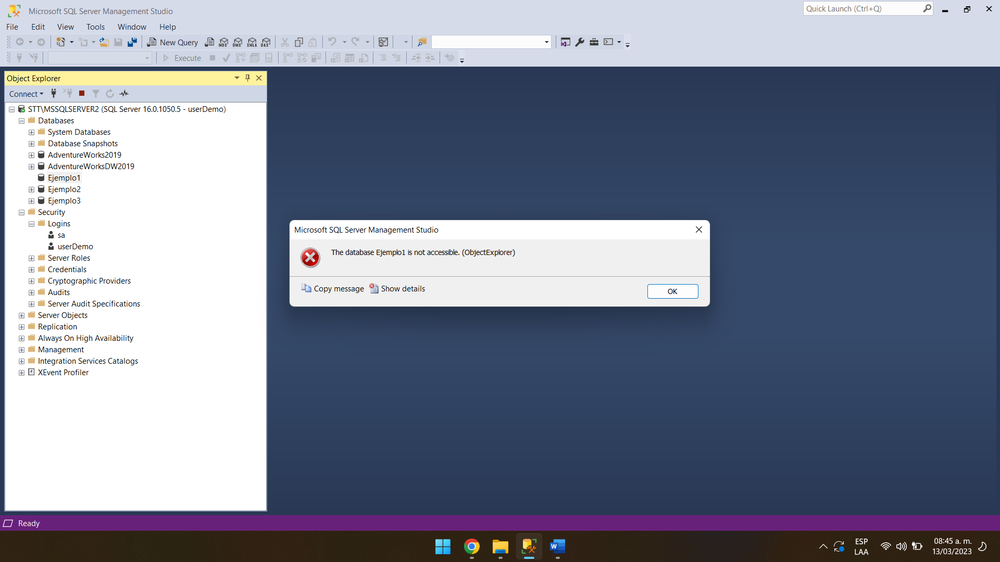 Microsoft SQL Server Management Studio
Quick Launch (Ctrl+Q)
File Edit View Tools Window Help
New Query MDX DMX XMLA DAX
Execute
Object Explorer
Connect
STT\MSSQLSERVER2 (SQL Server 16.0.1050.5 - userDemo)
Databases
System Databases
Database Snapshots
AdventureWorks2019
AdventureWorksDW2019
Ejemplo1
Ejemplo2
Ejemplo3
Security
Logins
sa
userDemo
Server Roles
Credentials
Cryptographic Providers
Audits
Server Audit Specifications
Server Objects
Replication
Always On High Availability
Management
Integration Services Catalogs
XEvent Profiler
Microsoft SQL Server Management Studio
The database Ejemplo1 is not accessible. (ObjectExplorer)
Copy message Show details
OK
Ready
W
ESP
LAA
08:45 a. m.
13/03/2023